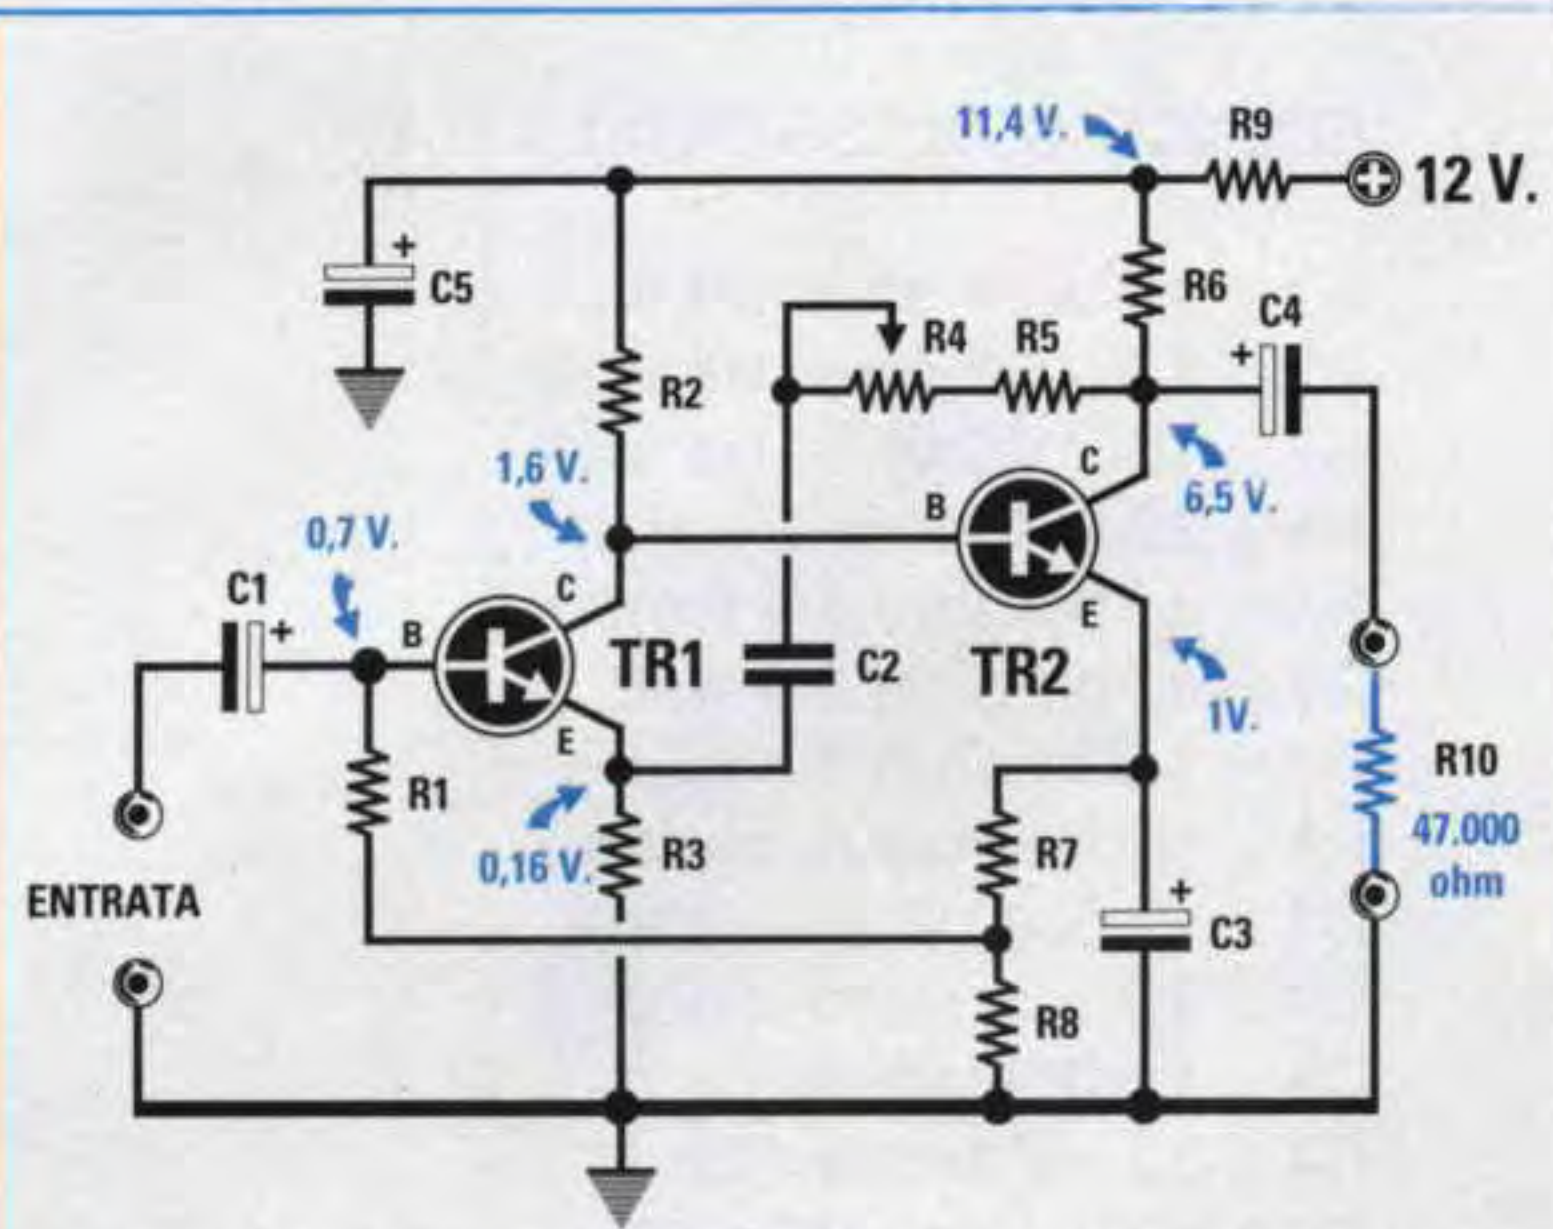 11,4 V.
R9
12 V.
+
C5
R6
C4
+
R4
R5
R2
C
1,6 V.
B
6,5 V.
0,7 V.
C1
+
C
B
E
TR1
C2
TR2
1V.
E
R10
R1
47.000
ohm
0,16 V.
R3
R7
+
ENTRATA
C3
R8